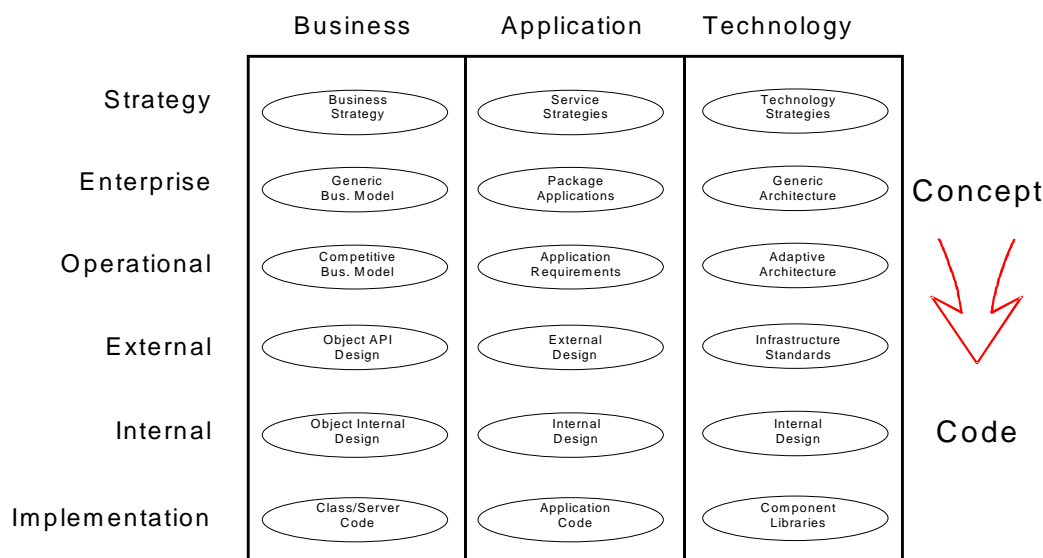 Business Application Technology
Strategy
Business
Strategy
Service
Strategies
Technology
Strategies
Enterprise
Generic
Bus. Model
Package
Applications
Generic
Architecture
Concept
Operational
Competitive
Bus. Model
Application
Requirements
Adaptive
Architecture
External
Object API
Design
External
Design
Infrastructure
Standards
Internal
Object Internal
Design
Internal
Design
Internal
Design
Code
Implementation
Class/Server
Code
Application
Code
Component
Libraries